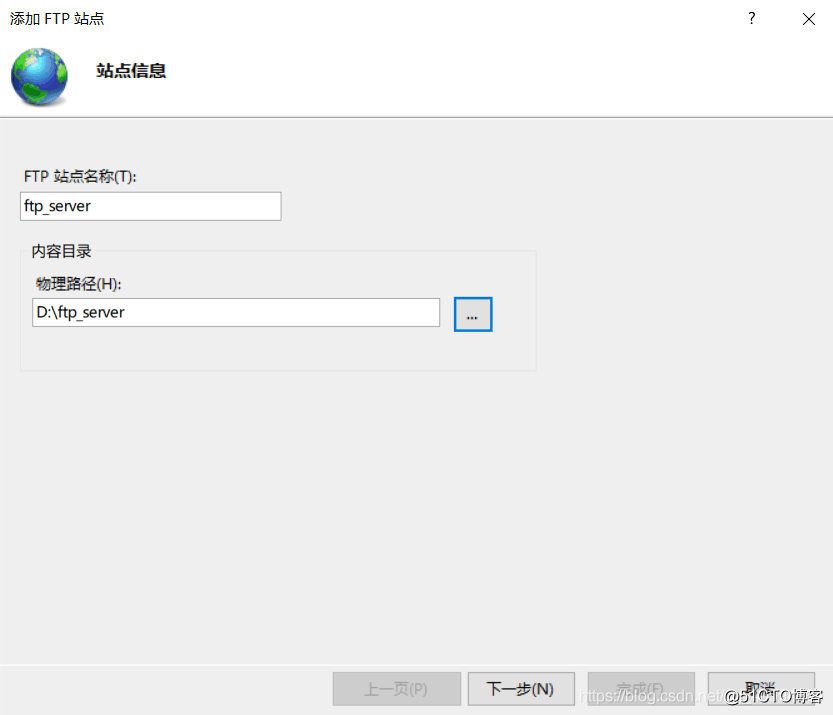 添加 FTP 站点
?
站点信息
FTP 站点名称(T):
ftp_server
内容目录
物理路径(H):
D:\ftp_server
...
上一页(P)
下一步(N)
完成(F)
取消
https://blog.csdn.net/
@51CTO博客